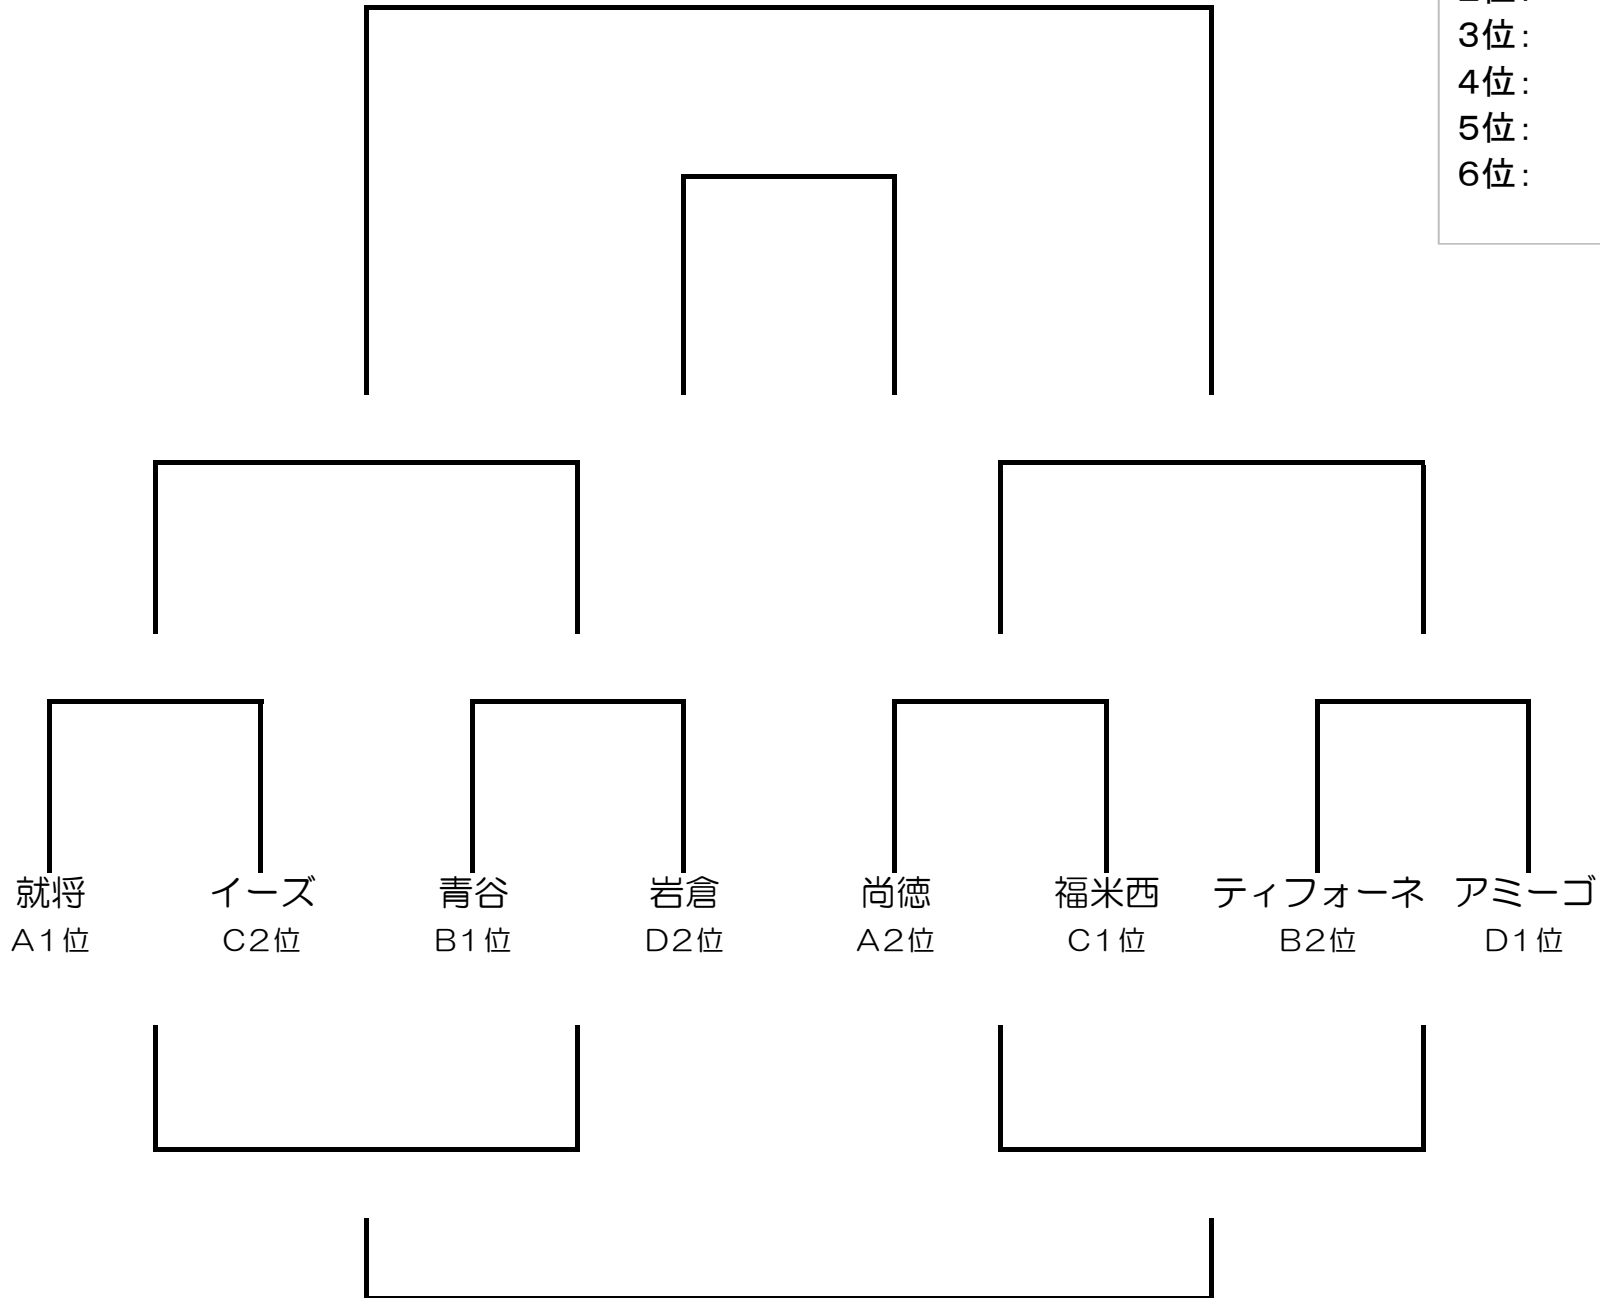 3位:
4位:
5位:
6位:
就将 イーズ 青谷 岩倉 尚徳 福米西 ティフォーネ アミーゴ
A1位 C2位 B1位 D2位 A2位 C1位 B2位 D1位